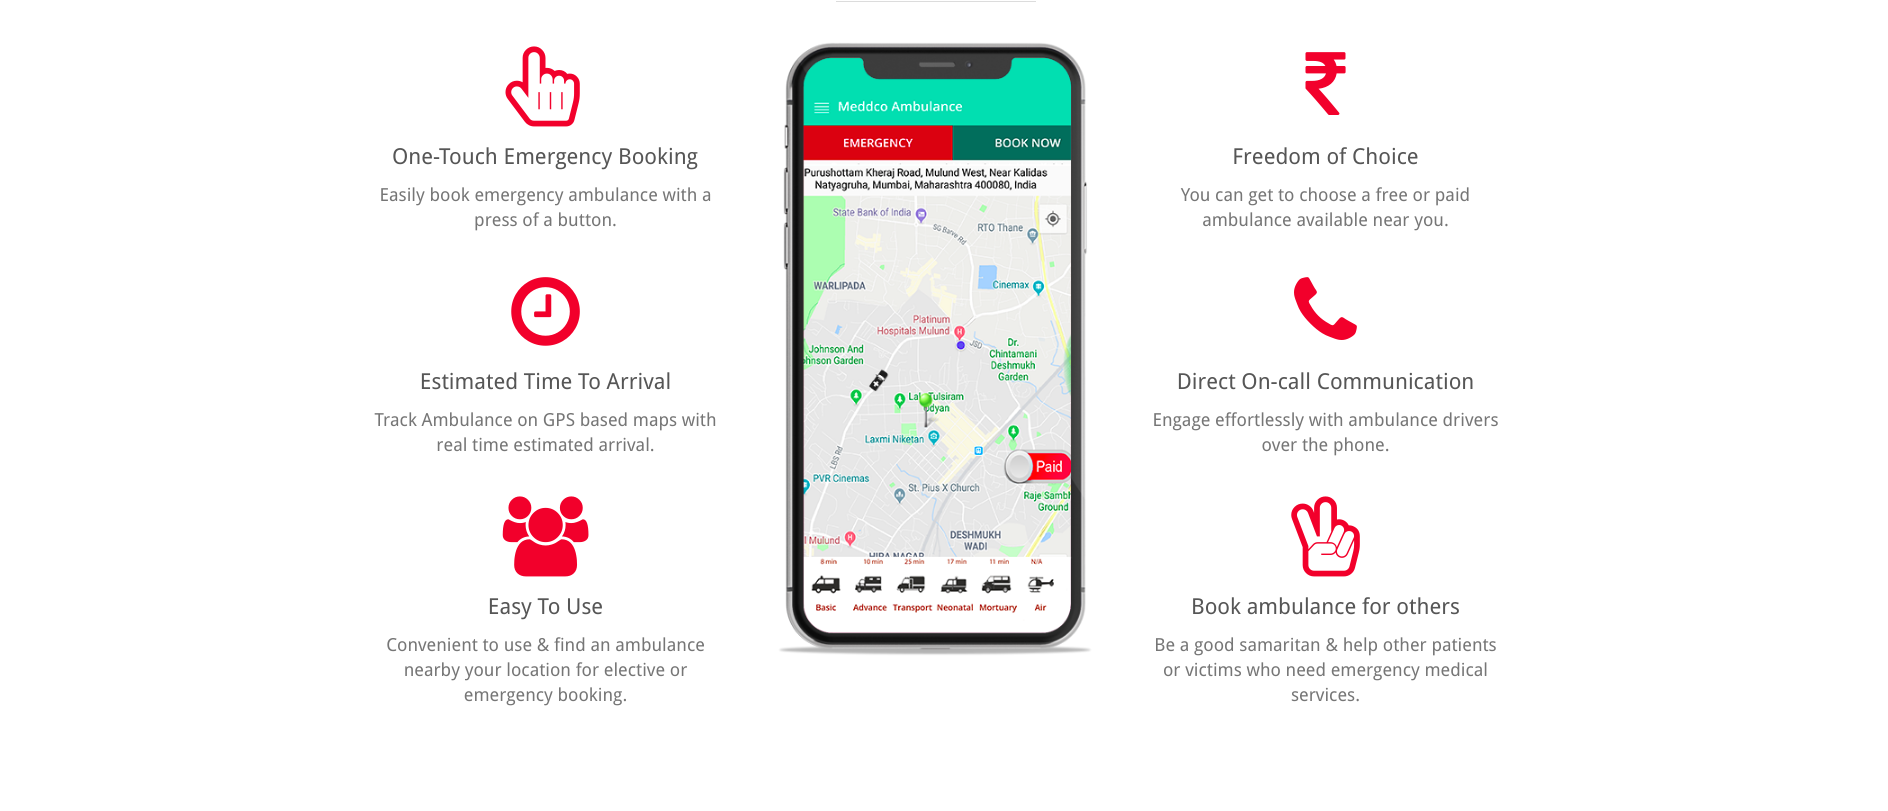 One-Touch Emergency Booking
Easily book emergency ambulance with a
press of a button.
Estimated Time To Arrival
Track Ambulance on GPS based maps with
real time estimated arrival.
Easy To Use
Convenient to use & find an ambulance
nearby your location for elective or
emergency booking.
Meddco Ambulance
EMERGENCY BOOK NOW
Purushottam Kheraj Road, Mulund West, Near Kalidas
Natyagruha, Mumbai, Maharashtra 400080, India
State Bank of India
SG Barve Rd
RTO Thane
WARLIPADA
Cinemax
Platinum
Hospitals Mulund
JSD
Johnson And
hnson Garden
Dr.
Chintamani
Deshmukh
Garden
Lala Tulsiram
Udyan
Laxmi Niketan
LBS Rd
Paid
PVR Cinemas
St. Pius X Church
Raje Sambh
Ground
DESHMUKH
WADI
l Mulund
HIRA NAGAR
8 min 10 min 25 min 17 min 11 min N/A
Basic Advance Transport Neonatal Mortuary Air
Freedom of Choice
You can get to choose a free or paid
ambulance available near you.
Direct On-call Communication
Engage effortlessly with ambulance drivers
over the phone.
Book ambulance for others
Be a good samaritan & help other patients
or victims who need emergency medical
services.